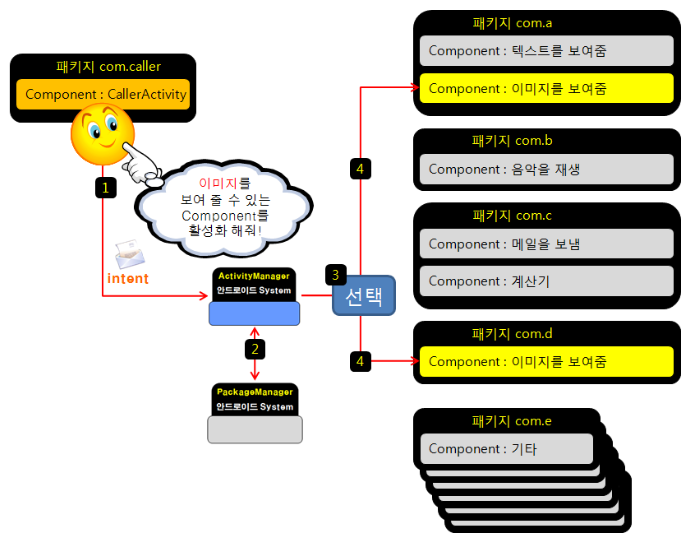 패키지 com.caller
Component : CallerActivity
1
이미지를
보여 줄 수 있는
Component를
활성화 해줘!
intent
ActivityManager
안드로이드 System
2
PackageManager
안드로이드 System
3
선택
4
4
패키지 com.a
Component : 텍스트를 보여줌
Component : 이미지를 보여줌
패키지 com.b
Component : 음악을 재생
패키지 com.c
Component : 메일을 보냄
Component : 계산기
패키지 com.d
Component : 이미지를 보여줌
패키지 com.e
Component : 기타